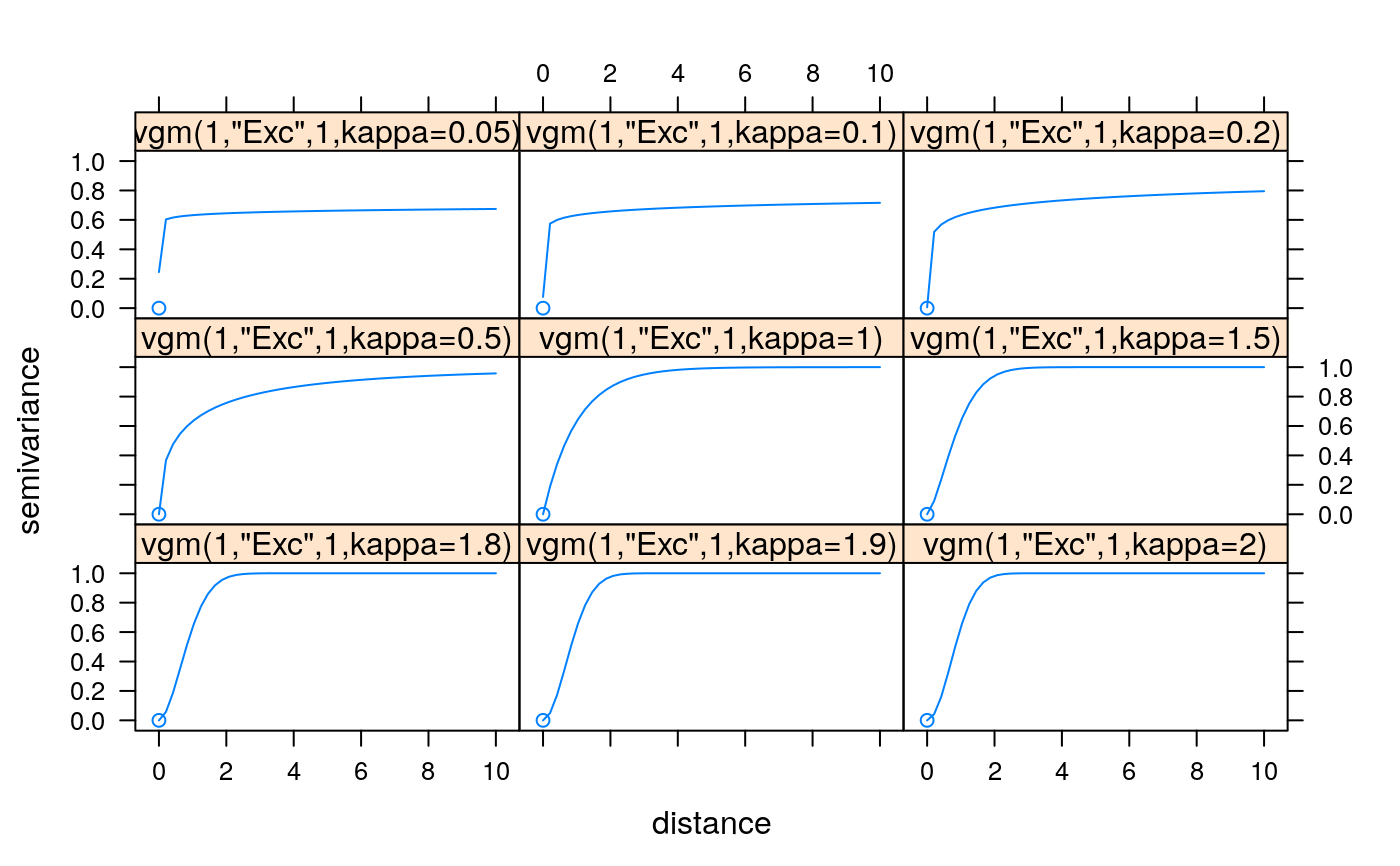 0 2 4 6 8 10
vgm(1,"Exc",1,kappa=0.05) vgm(1,"Exc",1,kappa=0.1) vgm(1,"Exc",1,kappa=0.2)
1.0
0.8
0.6
0.4
0.2
0.0
vgm(1,"Exc",1,kappa=0.5) vgm(1,"Exc",1,kappa=1) vgm(1,"Exc",1,kappa=1.5)
1.0
0.8
0.6
0.4
0.2
0.0
semivariance
vgm(1,"Exc",1,kappa=1.8) vgm(1,"Exc",1,kappa=1.9) vgm(1,"Exc",1,kappa=2)
1.0
0.8
0.6
0.4
0.2
0.0
0 2 4 6 8 10 0 2 4 6 8 10
distance